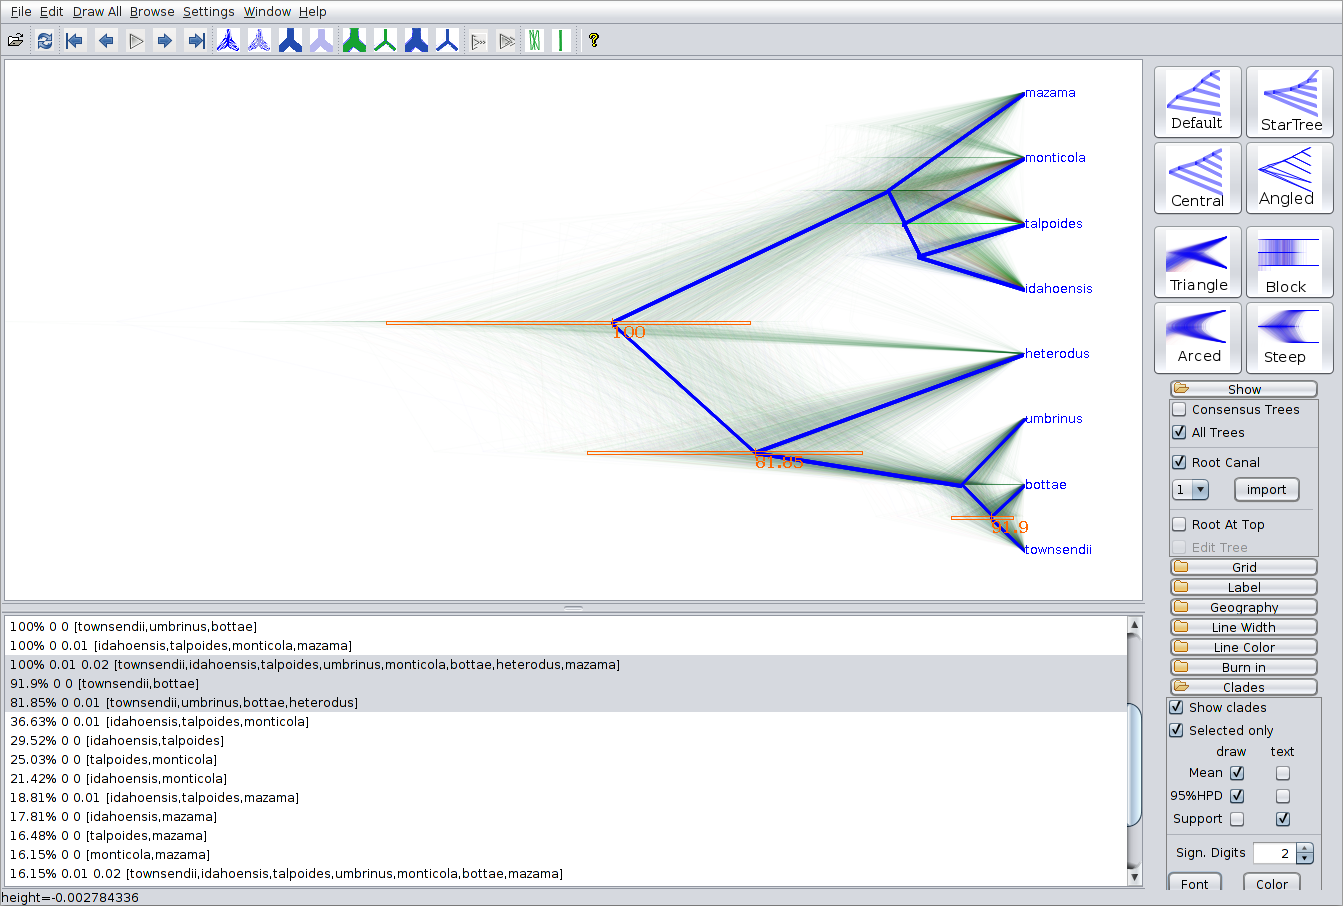 File Edit Draw All Browse Settings Window Help
?
mazama
monticola
talpoides
idahoensis
100
heterodus
umbrinus
81.85
bottae
91.9
townsendii
Default StarTree
Central Angled
Triangle Block
Arced Steep
Show
Consensus Trees
All Trees
Root Canal
1 import
Root At Top
Edit Tree
Grid
Label
Geography
Line Width
Line Color
Burn in
Clades
Show clades
Selected only
draw text
Mean
95%HPD
Support
Sign. Digits 2
Font Color
100% 0 0 [townsendii,umbrinus,bottae]
100% 0 0.01 [idahoensis,talpoides,monticola,mazama]
100% 0.01 0.02 [townsendii,idahoensis,talpoides,umbrinus,monticola,bottae,heterodus,mazama]
91.9% 0 0 [townsendii,bottae]
81.85% 0 0.01 [townsendii,umbrinus,bottae,heterodus]
36.63% 0 0.01 [idahoensis,talpoides,monticola]
29.52% 0 0 [idahoensis,talpoides]
25.03% 0 0 [talpoides,monticola]
21.42% 0 0 [idahoensis,monticola]
18.81% 0 0.01 [idahoensis,talpoides,mazama]
17.81% 0 0 [idahoensis,mazama]
16.48% 0 0 [talpoides,mazama]
16.15% 0 0 [monticola,mazama]
16.15% 0.01 0.02 [townsendii,idahoensis,talpoides,umbrinus,monticola,bottae,mazama]
height=-0.002784336